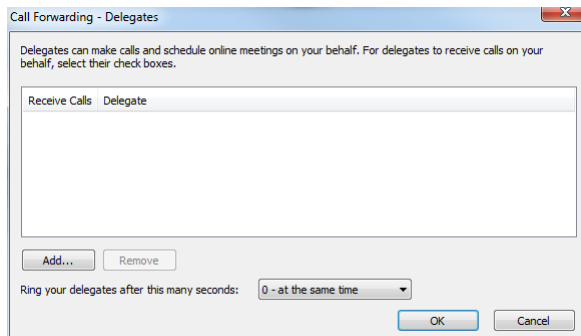 Call Forwarding - Delegates
Delegates can make calls and schedule online meetings on your behalf. For delegates to receive calls on your
behalf, select their check boxes.
Receive Calls Delegate
Add... Remove
Ring your delegates after this many seconds: 0 - at the same time
OK Cancel